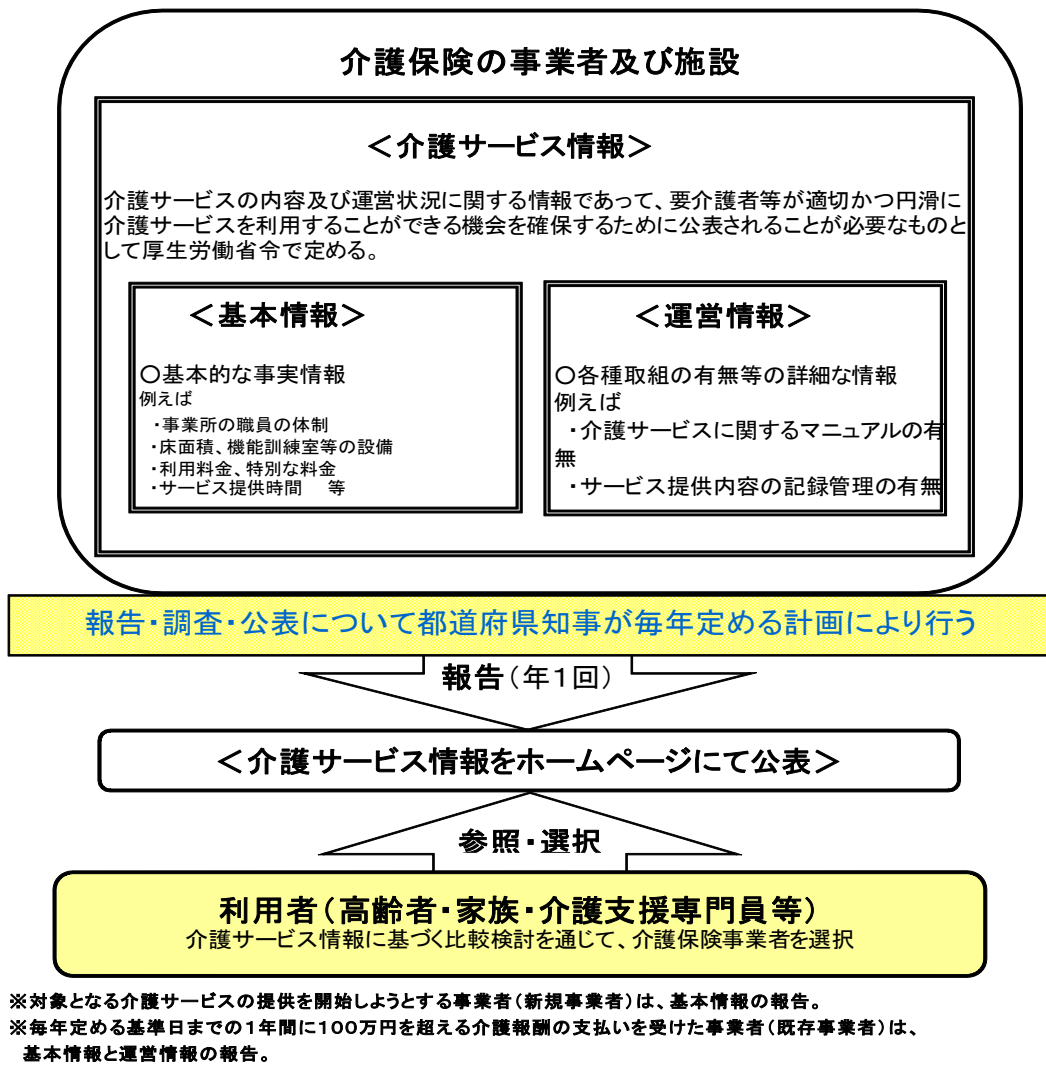 介護保険の事業者及び施設
＜介護サービス情報＞
介護サービスの内容及び運営状況に関する情報であって、要介護者等が適切かつ円滑に
介護サービスを利用することができる機会を確保するために公表されることが必要なものと
して厚生労働省令で定める。
＜基本情報＞
〇基本的な事実情報
例えば
・事業所の職員の体制
・床面積、機能訓練室等の設備
・利用料金、特別な料金
・サービス提供時間　等
＜運営情報＞
〇各種取組の有無等の詳細な情報
例えば
・介護サービスに関するマニュアルの有
無
・サービス提供内容の記録管理の有無
報告・調査・公表について都道府県知事が毎年定める計画により行う
報告（年１回）
＜介護サービス情報をホームページにて公表＞
参照・選択
利用者（高齢者・家族・介護支援専門員等）
介護サービス情報に基づく比較検討を通じて、介護保険事業者を選択
※対象となる介護サービスの提供を開始しようとする事業者（新規事業者）は、基本情報の報告。
※毎年定める基準日までの１年間に１００万円を超える介護報酬の支払いを受けた事業者（既存事業者）は、
基本情報と運営情報の報告。